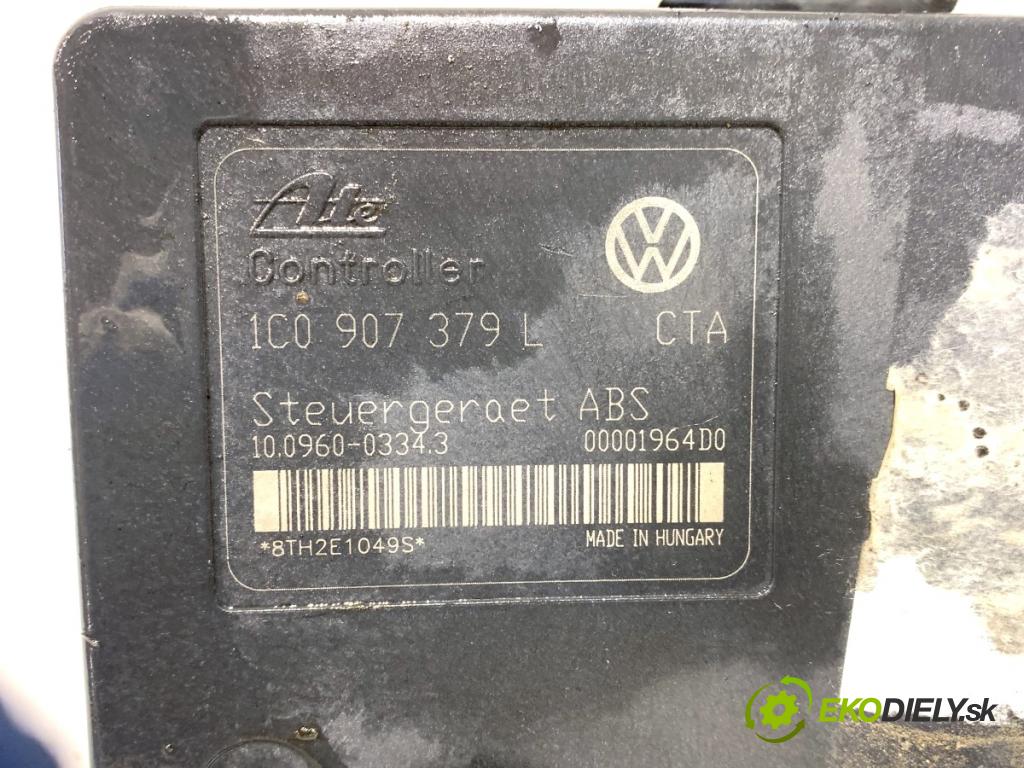 Ate
Controller
1C0 907 379 L CTA
Steuergeraet ABS
10.0960-0334.3 00001964D0
*8TH2E1049S* MADE IN HUNGARY
EKODIELY.sk